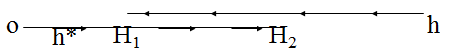 o h* H₁ H₂ h